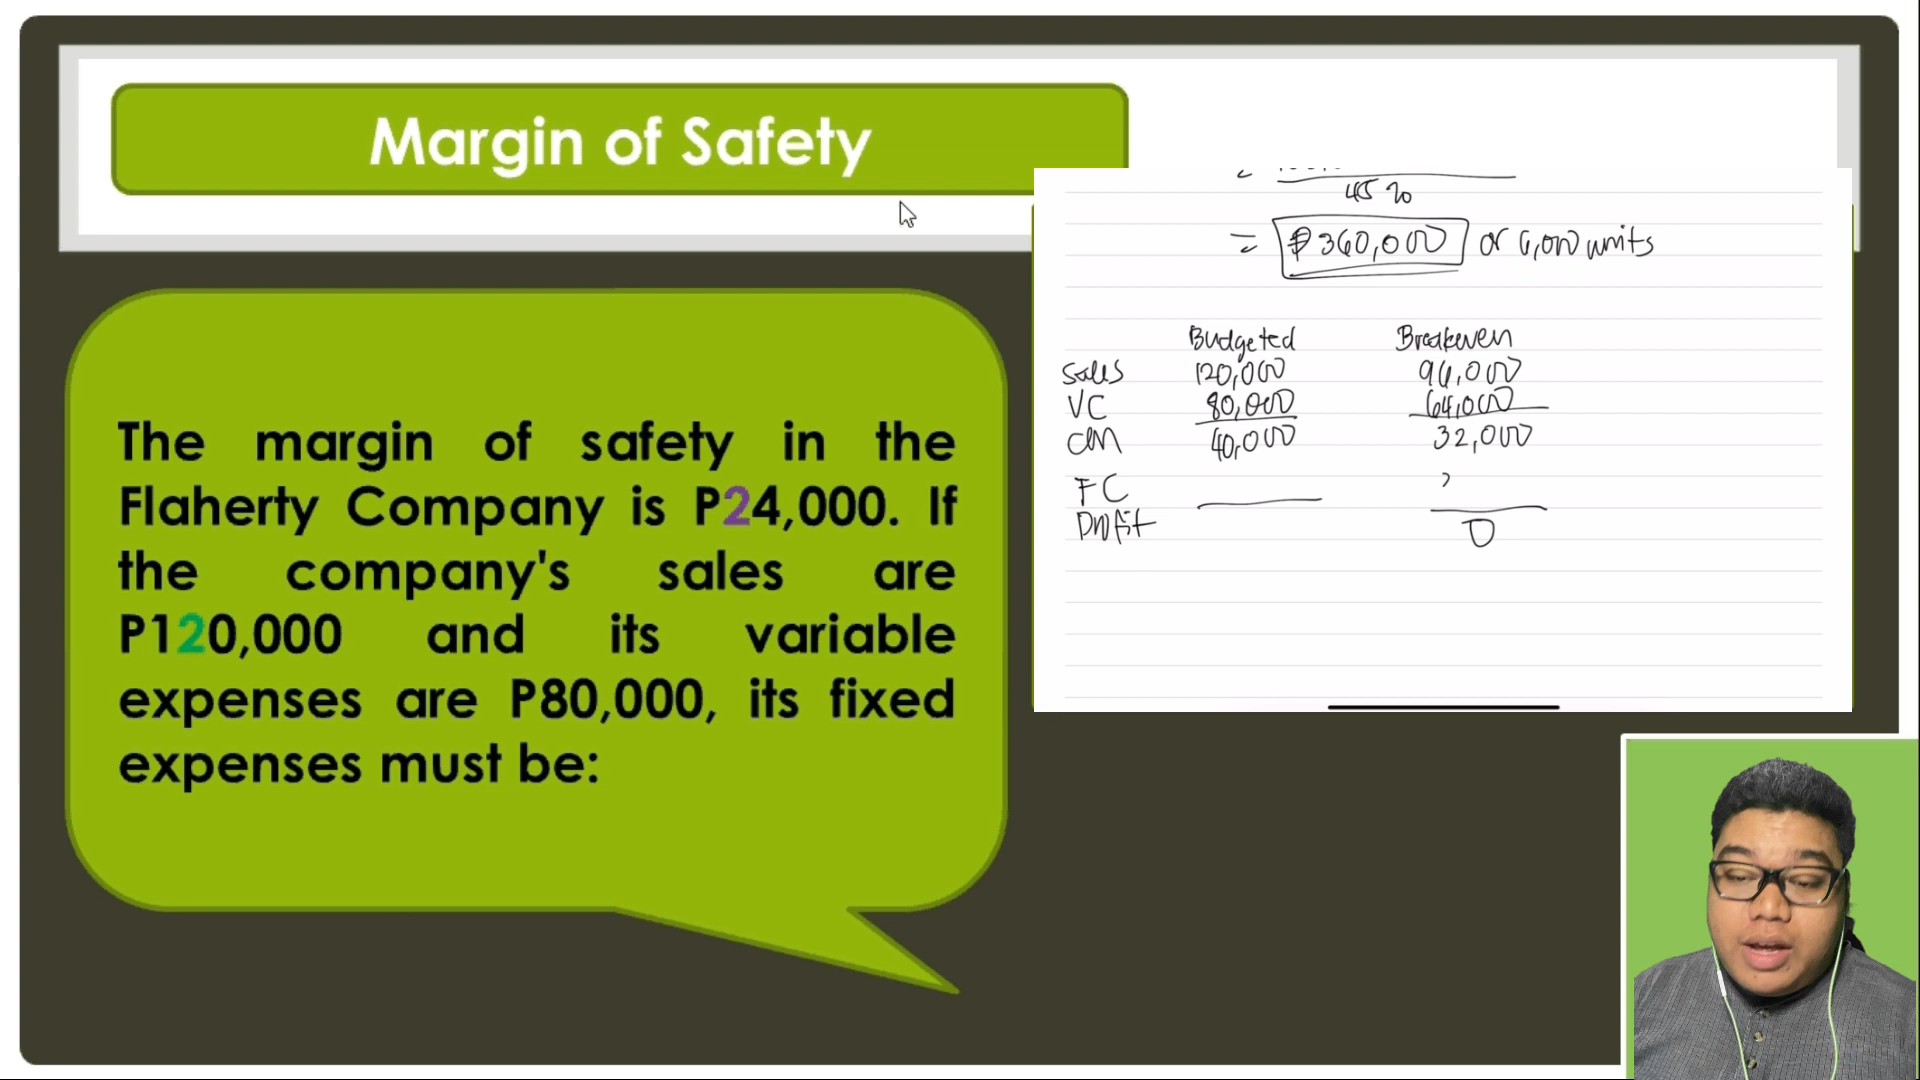 Margin of Safety
The margin of safety in the
Flaherty Company is P24,000. If
the company's sales are
P120,000 and its variable
expenses are P80,000, its fixed
expenses must be:
45 %
= ₱360,000 or 6,000 units
Budgeted Breakeven
Sales 120,000 96,000
VC 80,000 64,000
CM 40,000 32,000
FC
Profit 0